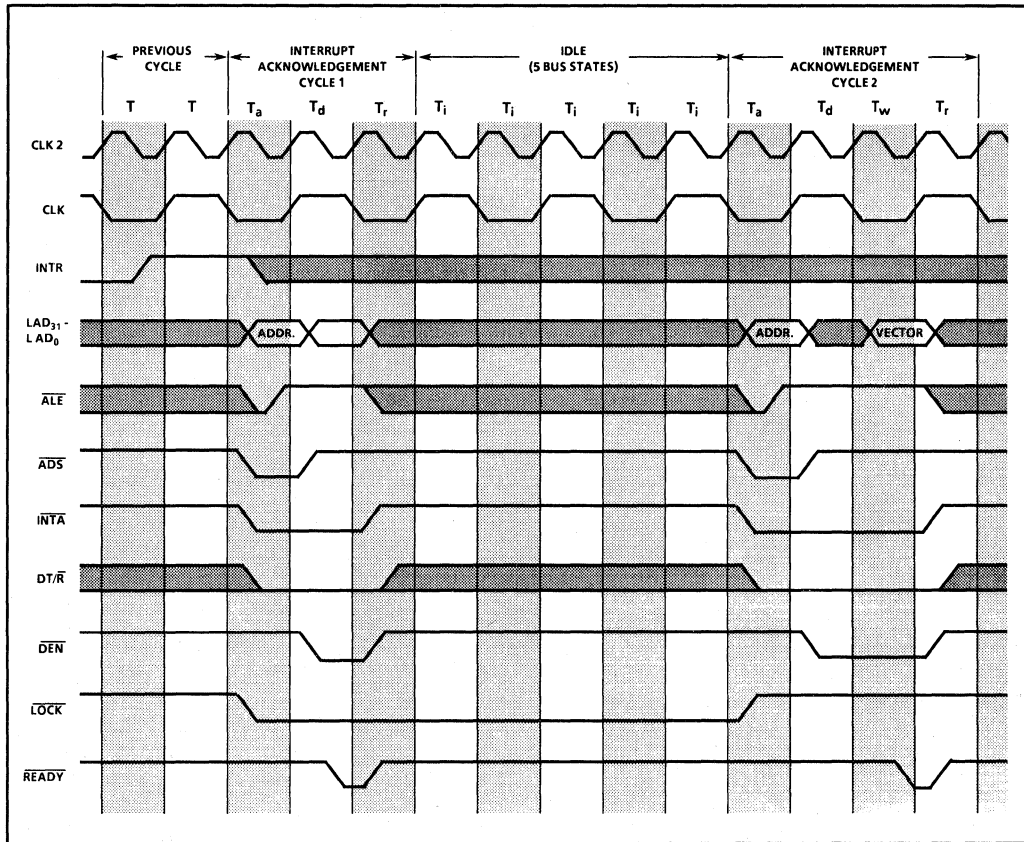 PREVIOUS
CYCLE
INTERRUPT
ACKNOWLEDGEMENT
CYCLE 1
IDLE
(5 BUS STATES)
INTERRUPT
ACKNOWLEDGEMENT
CYCLE 2
T T Ta Td Tr Ti Ti Ti Ti Ti Ta Td Tw Tr
CLK 2
CLK
INTR
LAD31 -
LAD0
ADDR. ADDR. VECTOR
ALE
ADS
INTA
DT/R
DEN
LOCK
READY